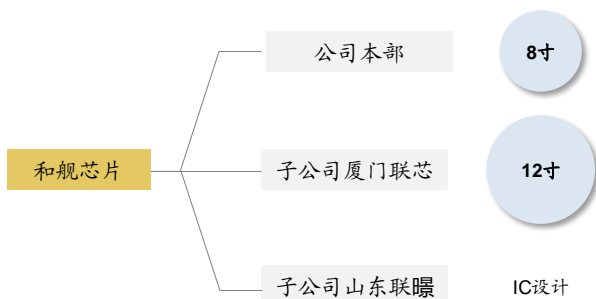 公司本部
8寸
和舰芯片
子公司厦门联芯
12寸
子公司山东联暻
IC设计